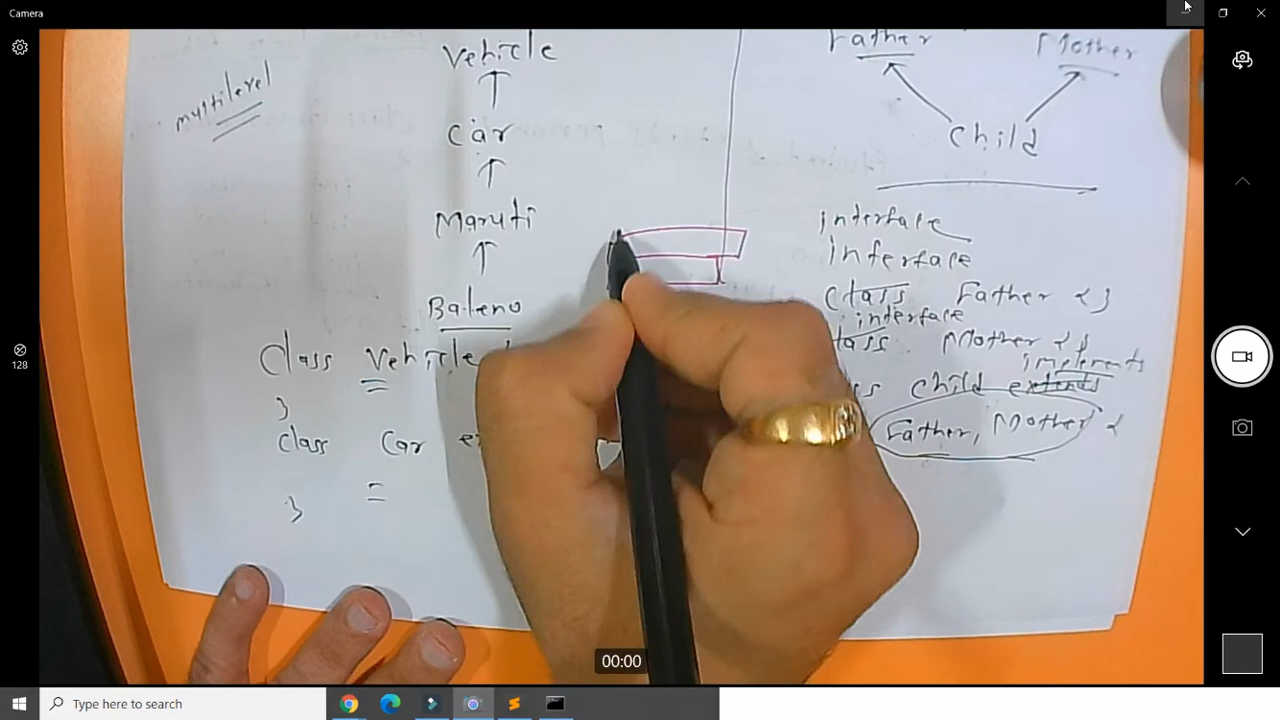 Camera
multilevel
Vehicle
Car
Maruti
Baleno
Class Vehicle
}
class Car
}
Father Mother
Child
interface
interface
class Father { }
interface
Mother {
implements
child extends
Father, Mother {
128
00:00
Type here to search